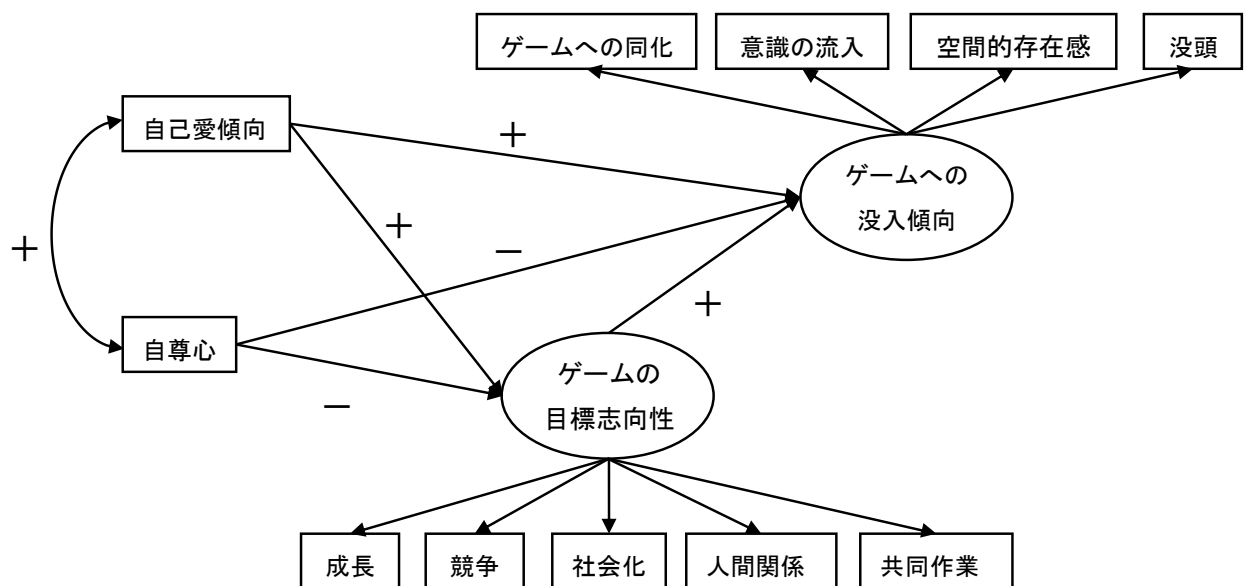 ゲームへの同化
意識の流入
空間的存在感
没頭
自己愛傾向
+
ゲームへの
没入傾向
+
+
−
+
自尊心
−
ゲームの
目標志向性
成長
競争
社会化
人間関係
共同作業